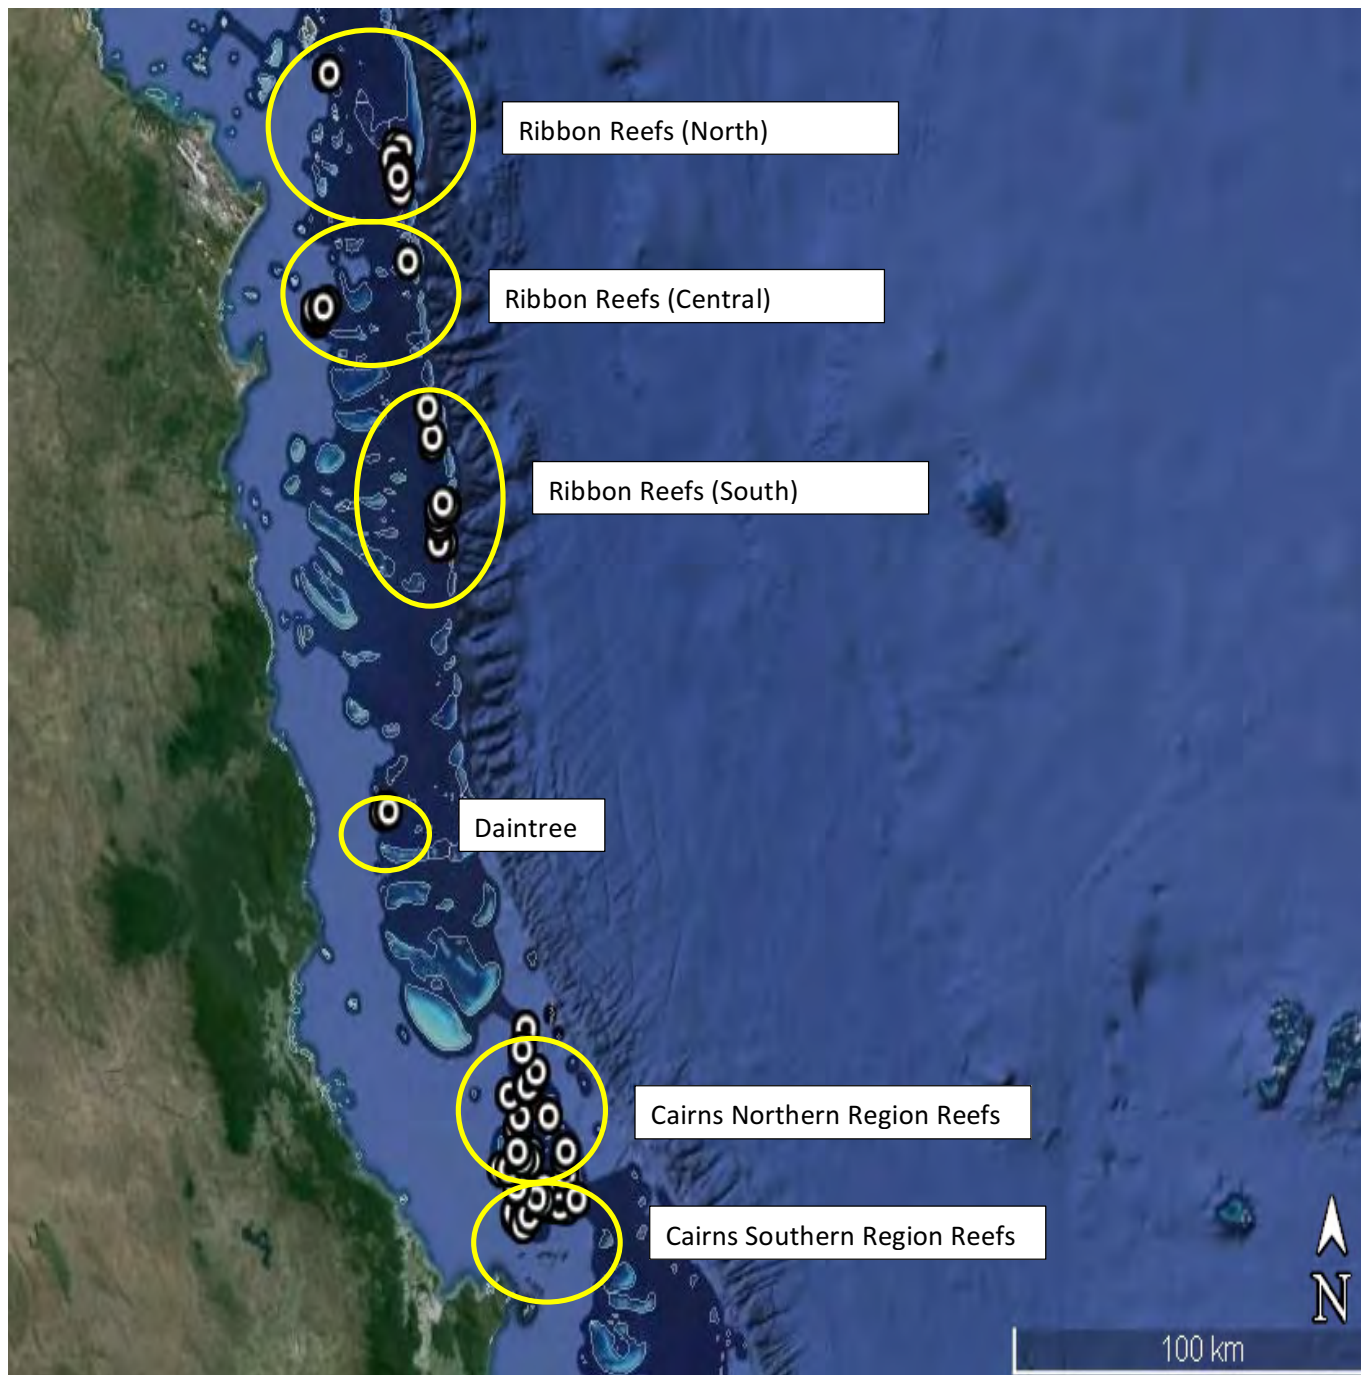 Ribbon Reefs (North)
Ribbon Reefs (Central)
Ribbon Reefs (South)
Daintree
Cairns Northern Region Reefs
Cairns Southern Region Reefs
N
100 km